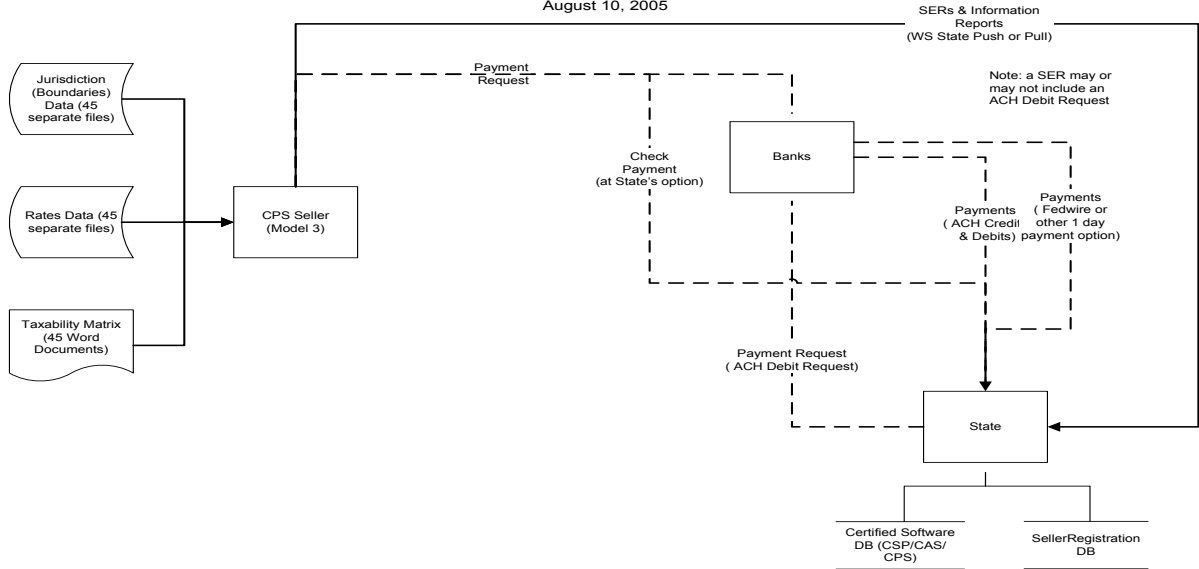 August 10, 2005
SERs & Information
Reports
(WS State Push or Pull)
Payment
Request
Note: a SER may or
may not include an
ACH Debit Request
Jurisdiction
(Boundaries)
Data (45
separate files)
Check
Payment
(at State's option)
Banks
Rates Data (45
separate files)
CPS Seller
(Model 3)
Payments
( ACH Credit
& Debits)
Payments
( Fedwire or
other 1 day
payment option)
Taxability Matrix
(45 Word
Documents)
Payment Request
( ACH Debit Request)
State
Certified Software
DB (CSP/CAS/
CPS)
SellerRegistration
DB